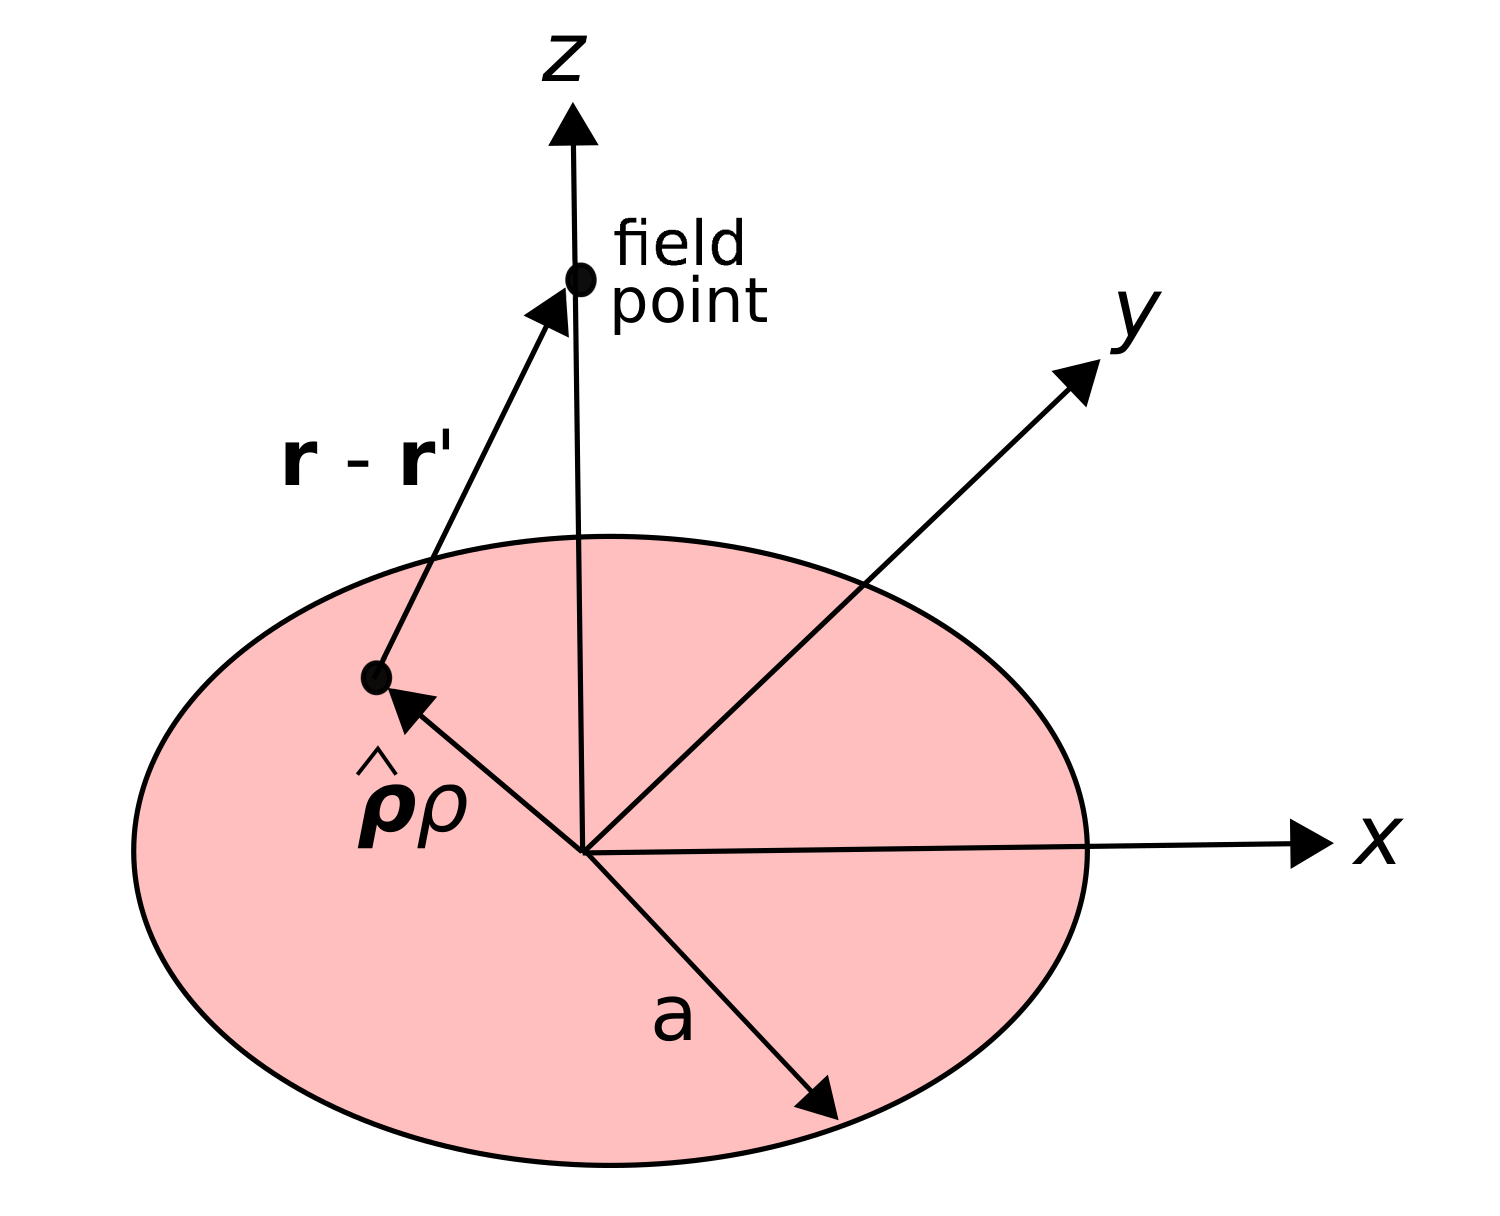 z
field
point
y
r - r'
ρ̂ρ
x
a